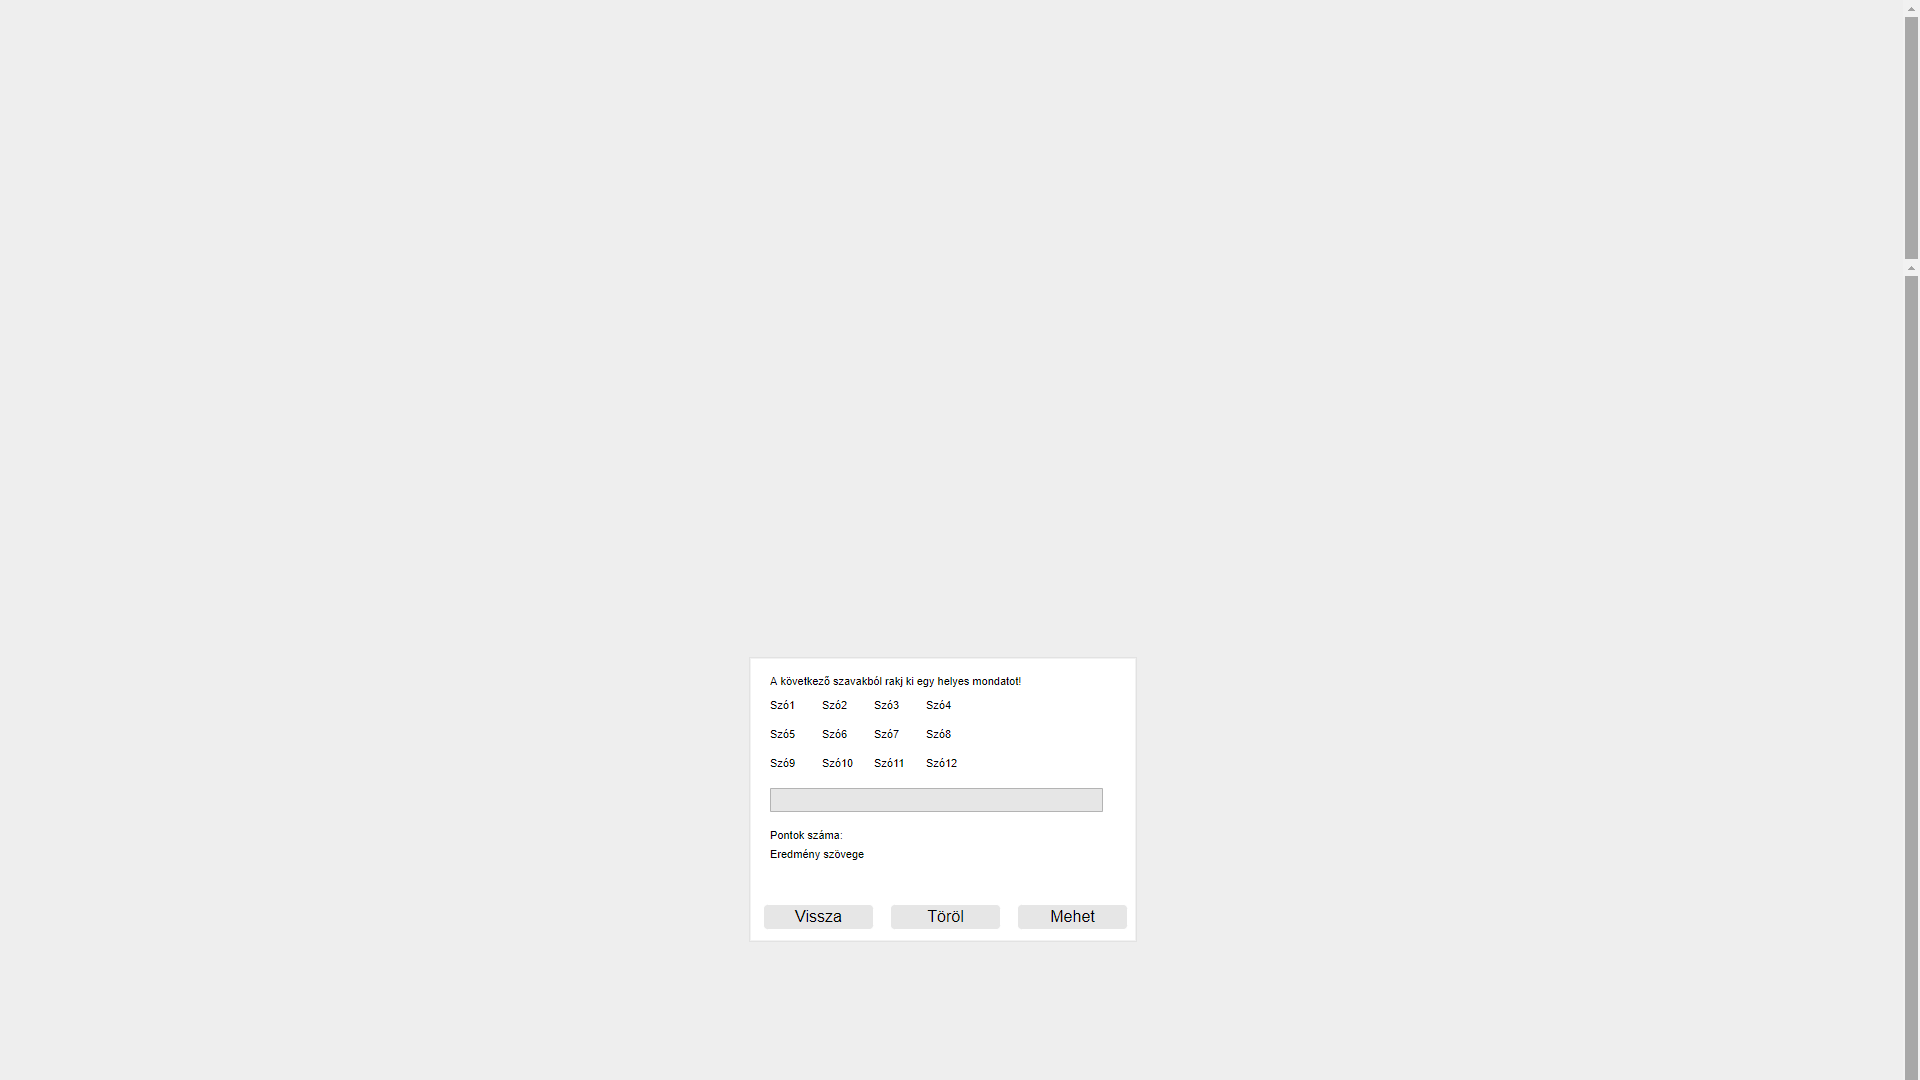 A következő szavakból rakj ki egy helyes mondatot!
Szó1 Szó2 Szó3 Szó4
Szó5 Szó6 Szó7 Szó8
Szó9 Szó10 Szó11 Szó12
Pontok száma:
Eredmény szövege
Vissza Töröl Mehet